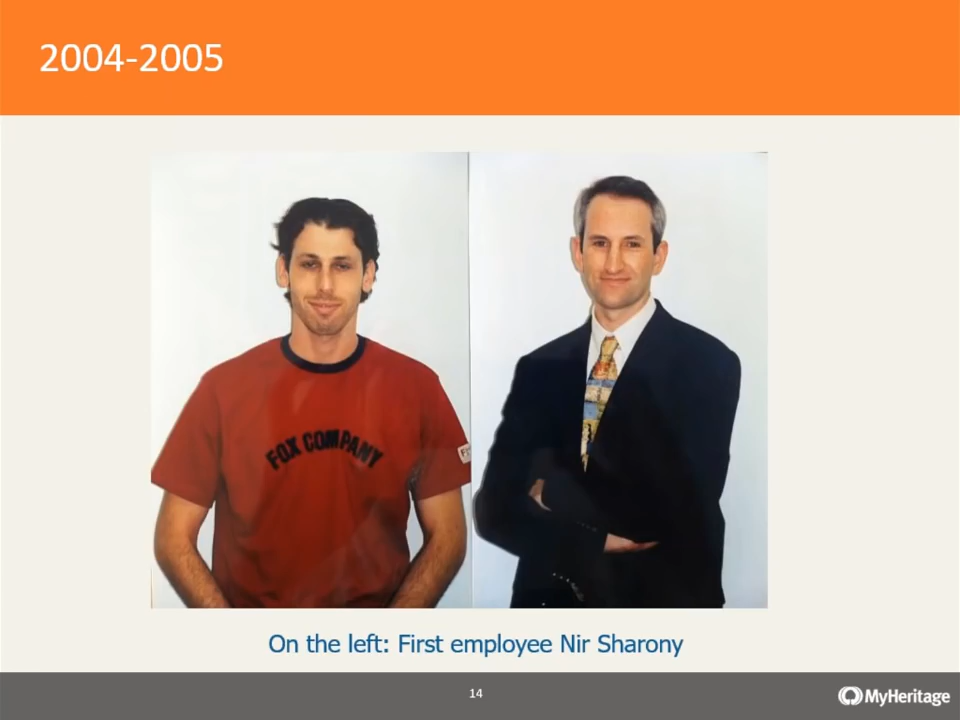 2004-2005
FOX COMPANY
On the left: First employee Nir Sharony
14
MyHeritage